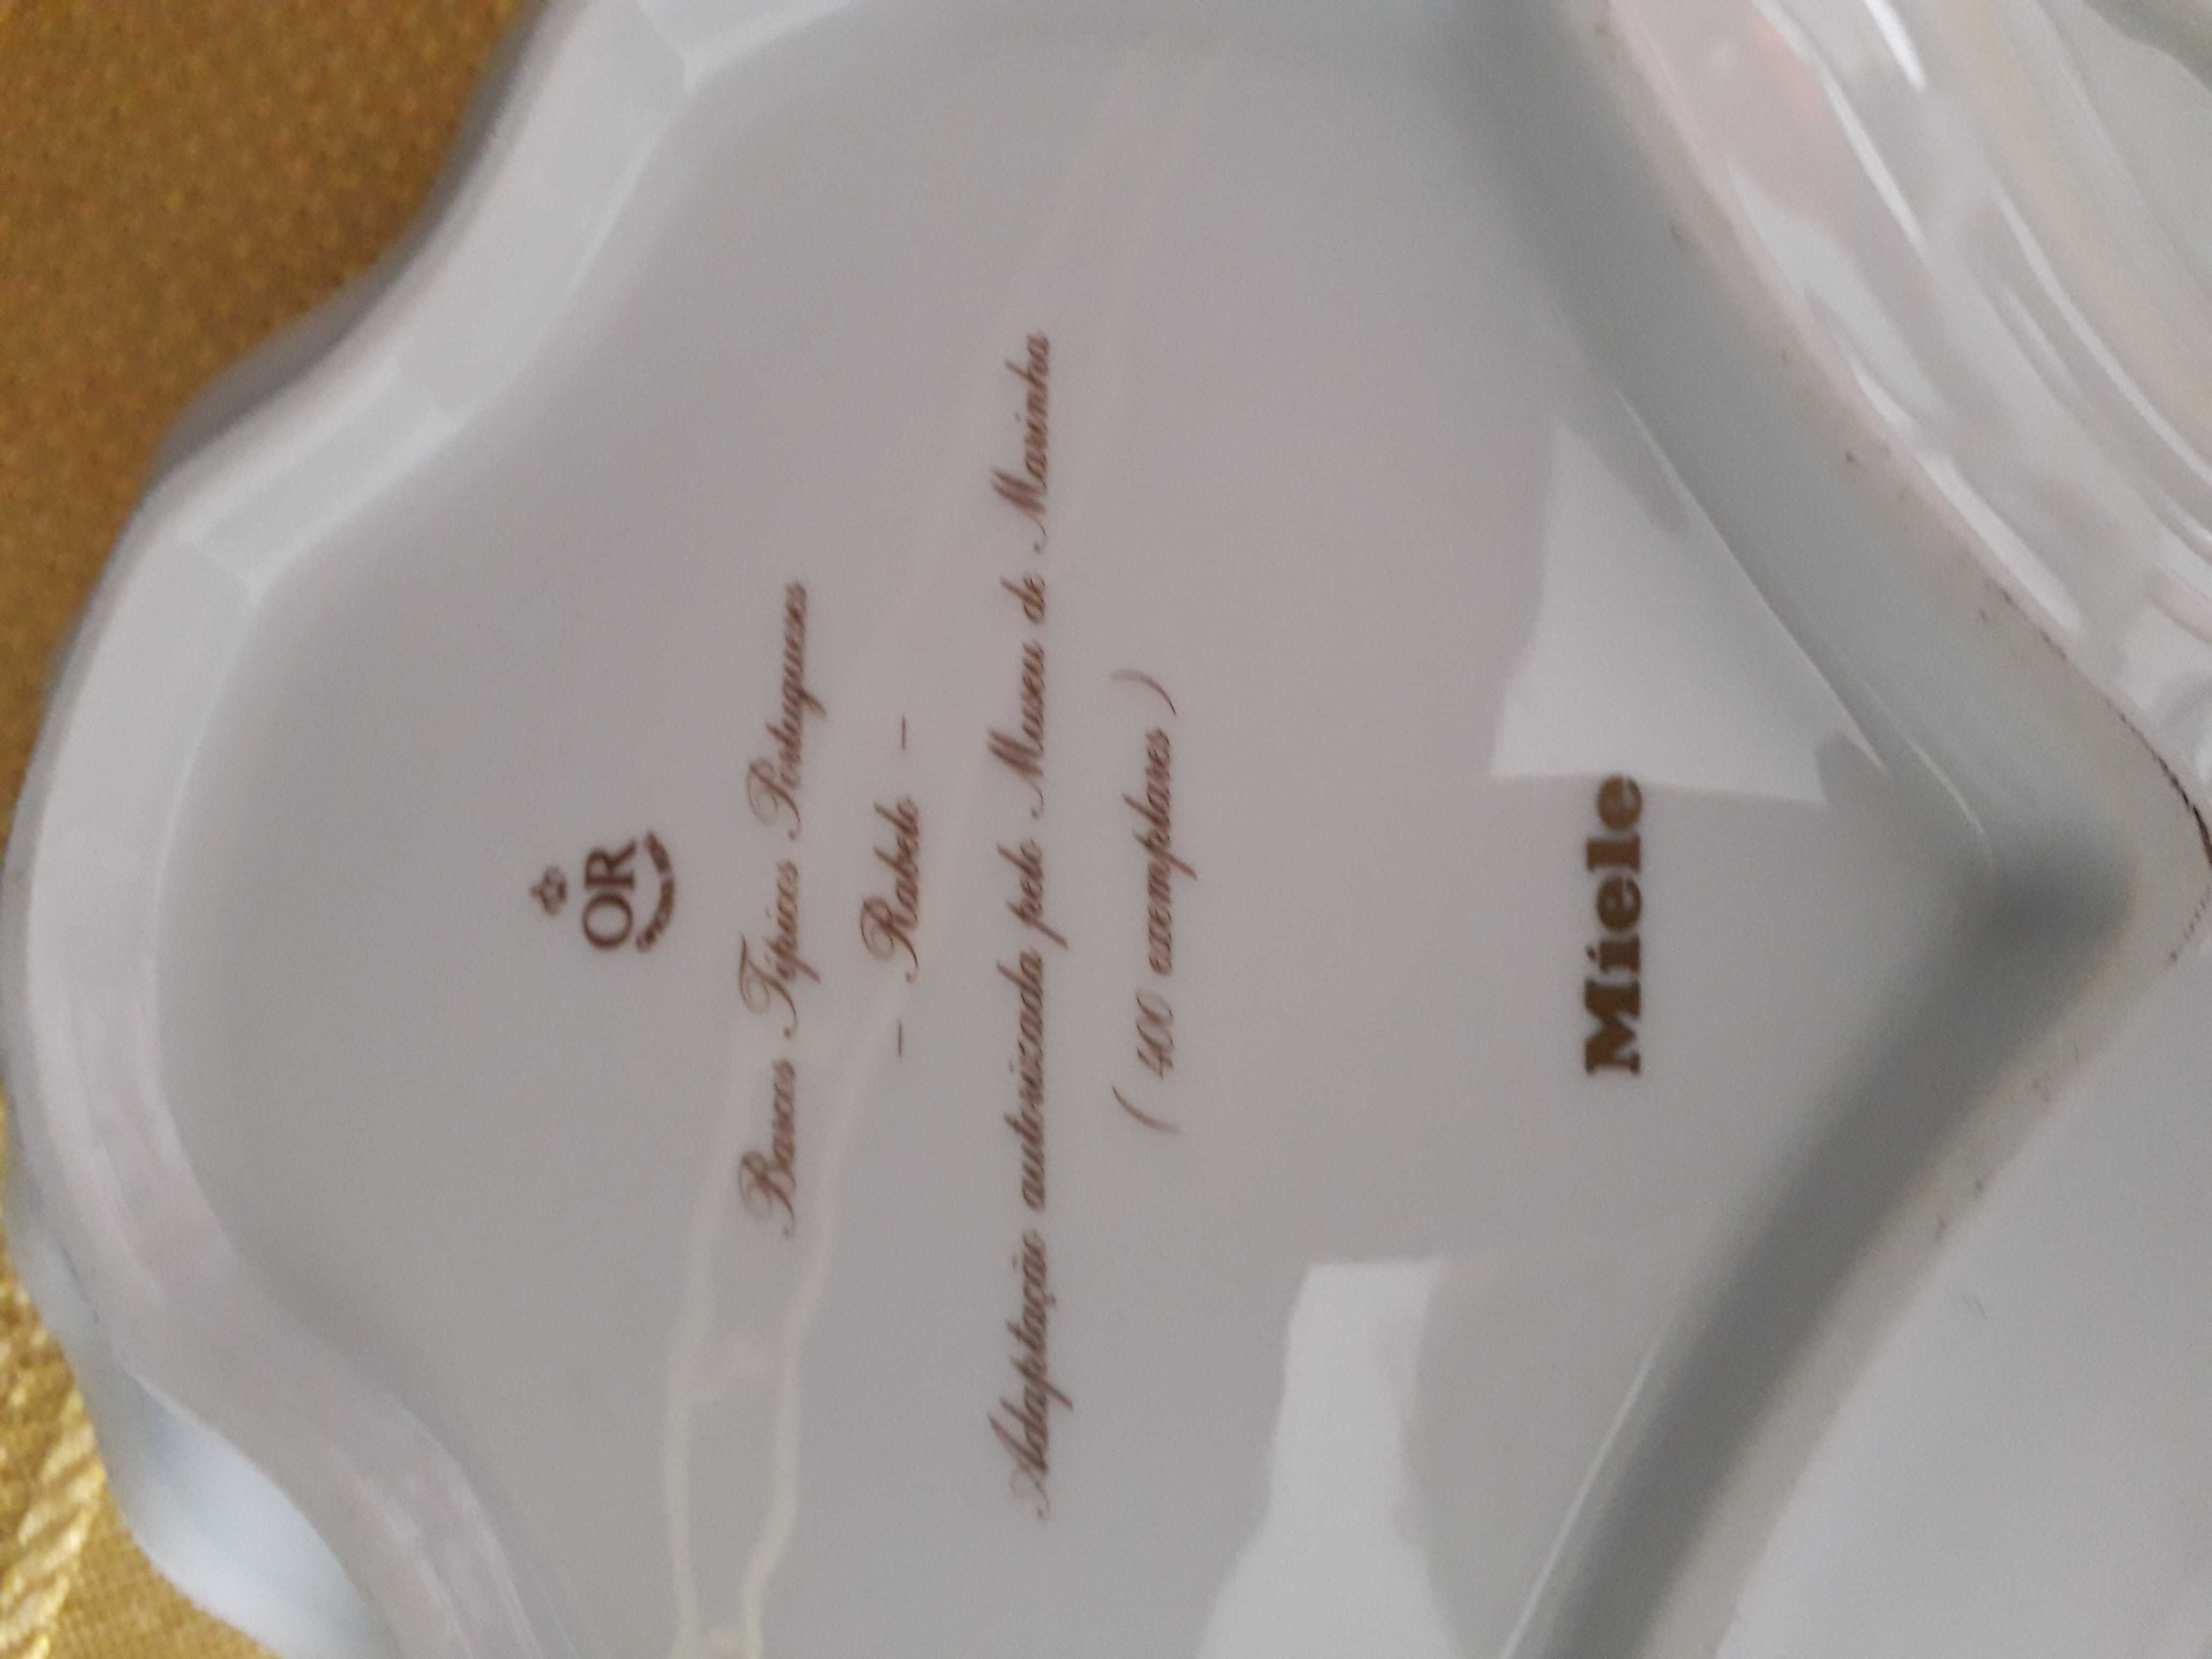 OR
Barcos Típicos Portugueses
- Rabelo -
Adaptação autorizada pelo Museu de Marinha
( 400 exemplares )
Miele